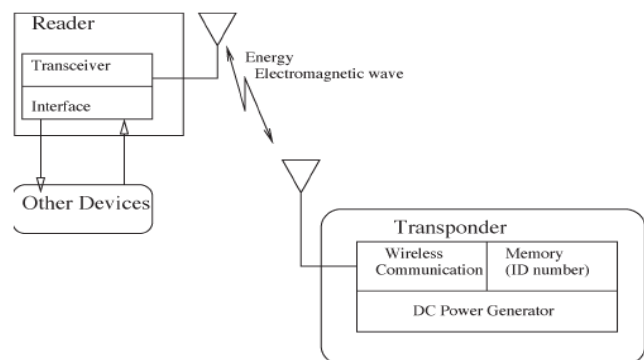 Reader
Transceiver
Interface
Other Devices
Energy
Electromagnetic wave
Transponder
Wireless
Communication
Memory
(ID number)
DC Power Generator